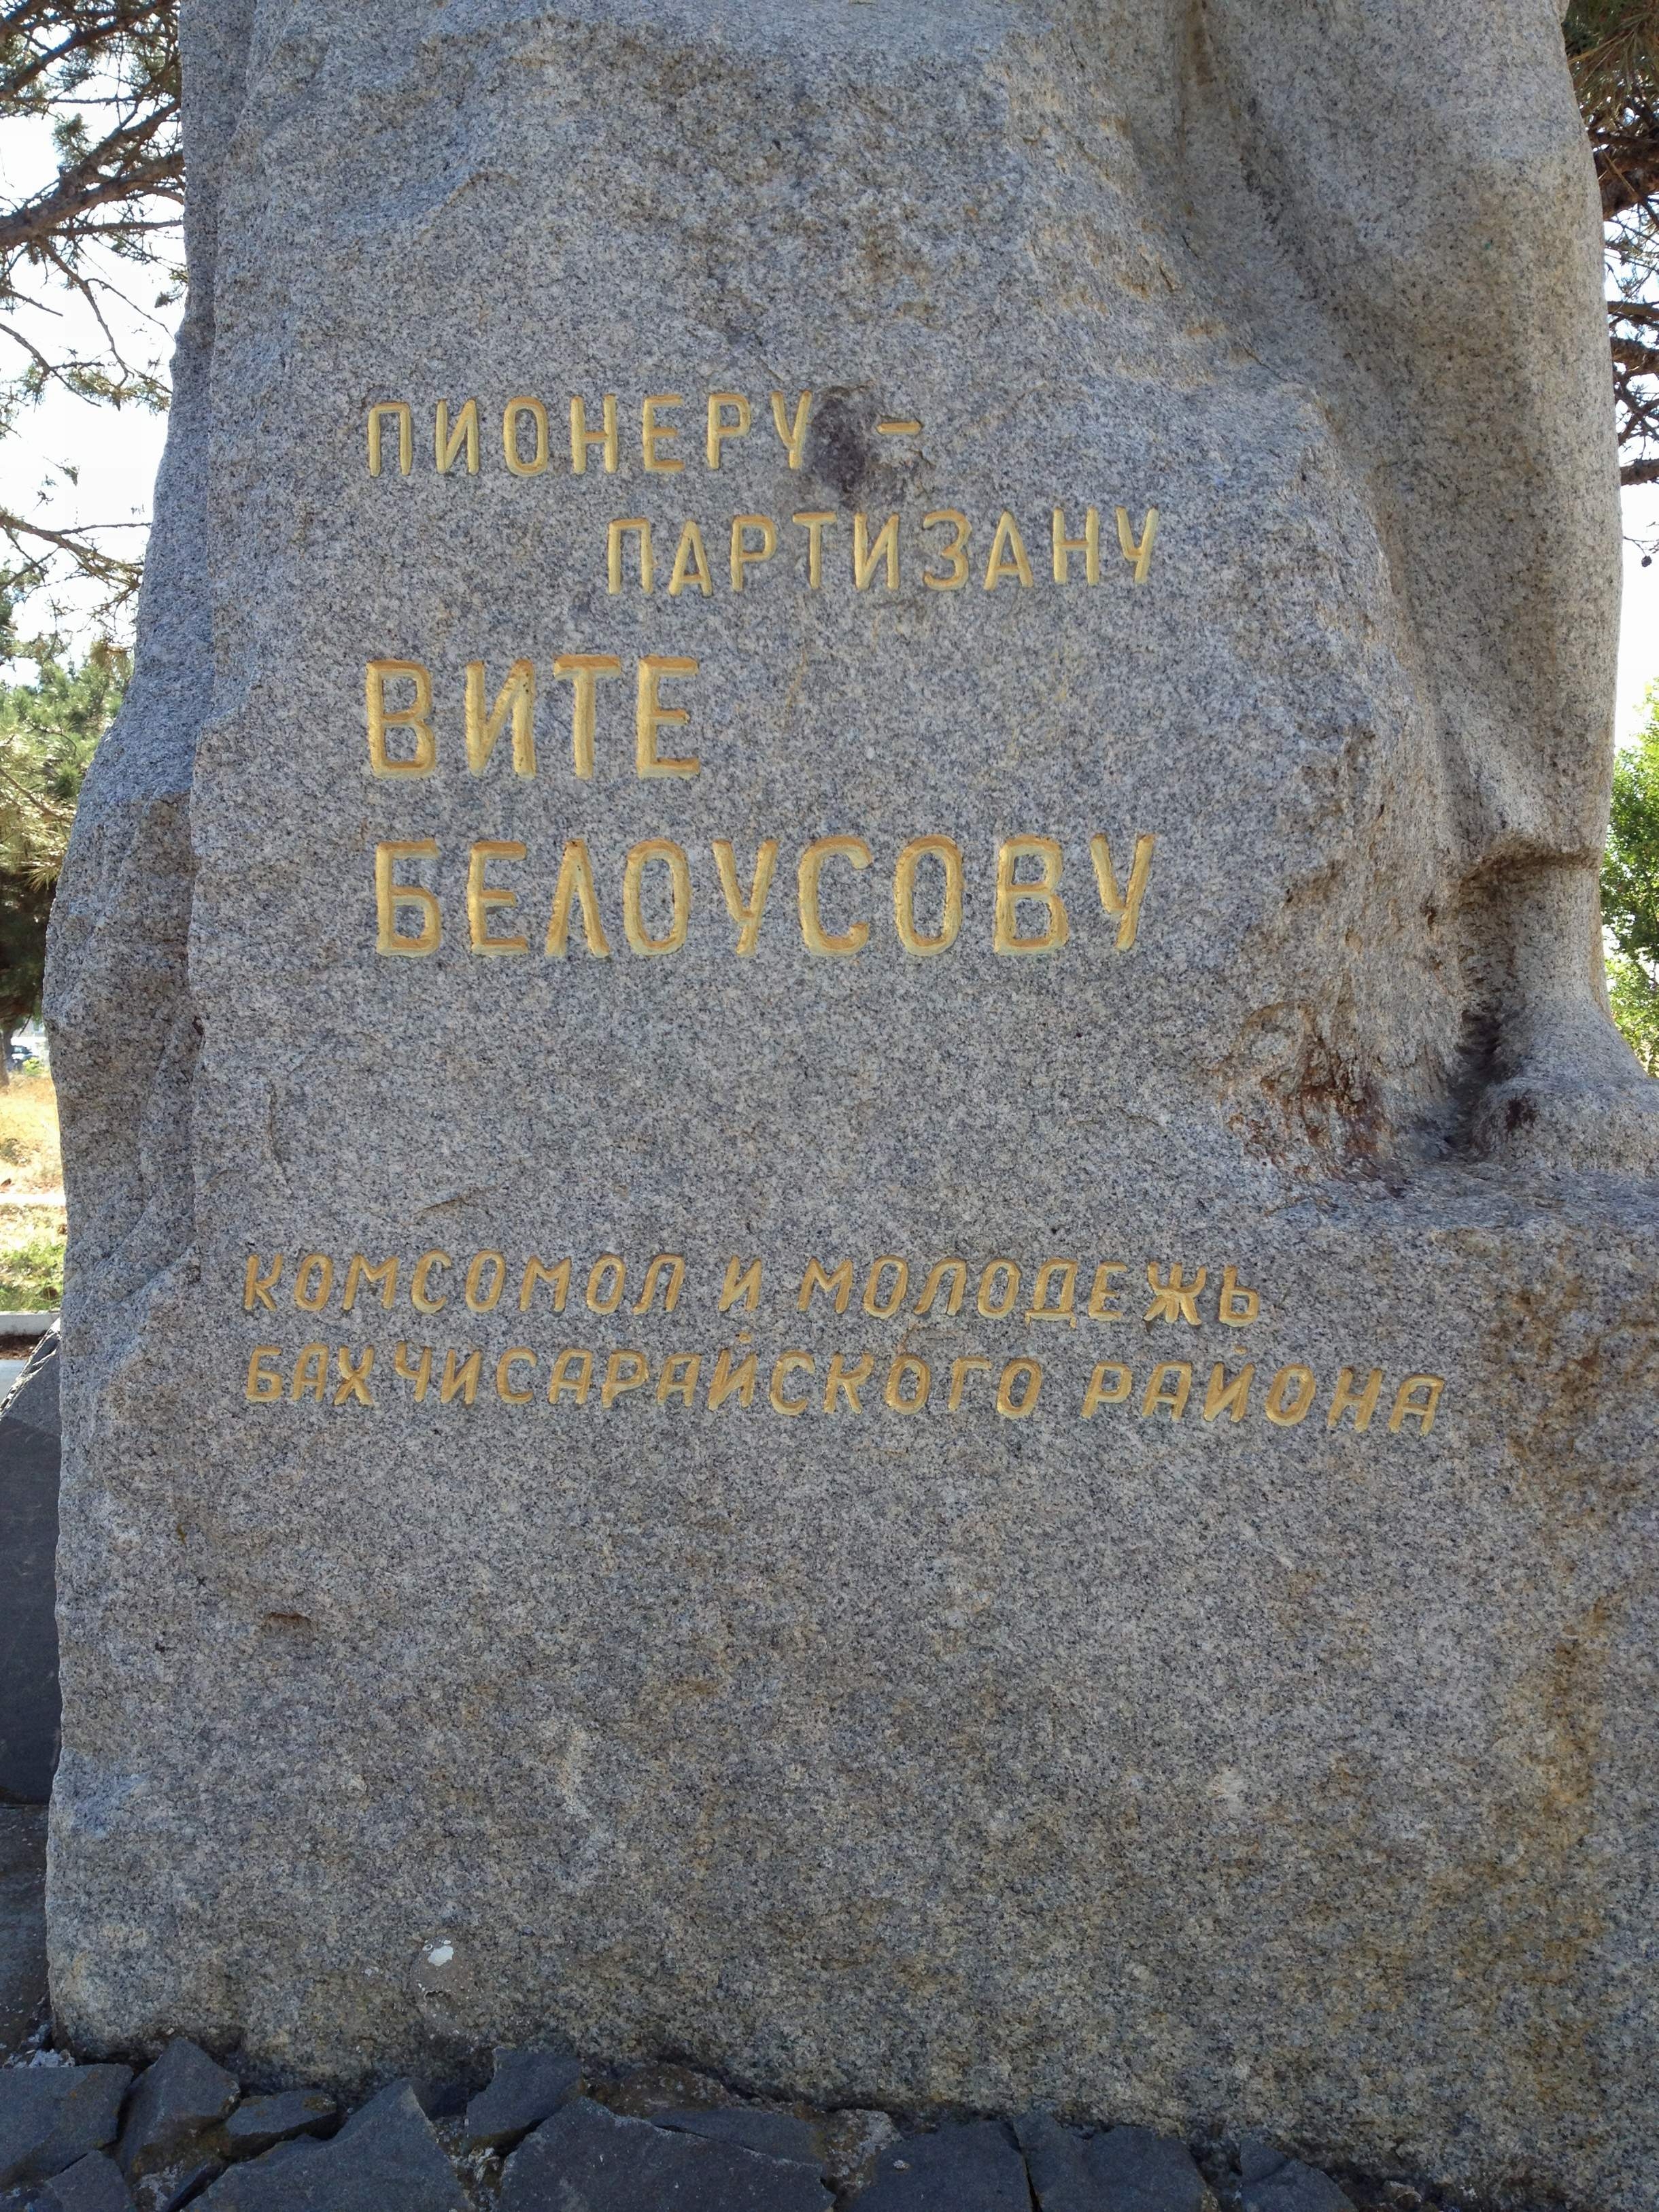 ПИОНЕРУ -
ПАРТИЗАНУ
ВИТЕ
БЕЛОУСОВУ
КОМСОМОЛ И МОЛОДЕЖЬ
БАХЧИСАРАЙСКОГО РАЙОНА